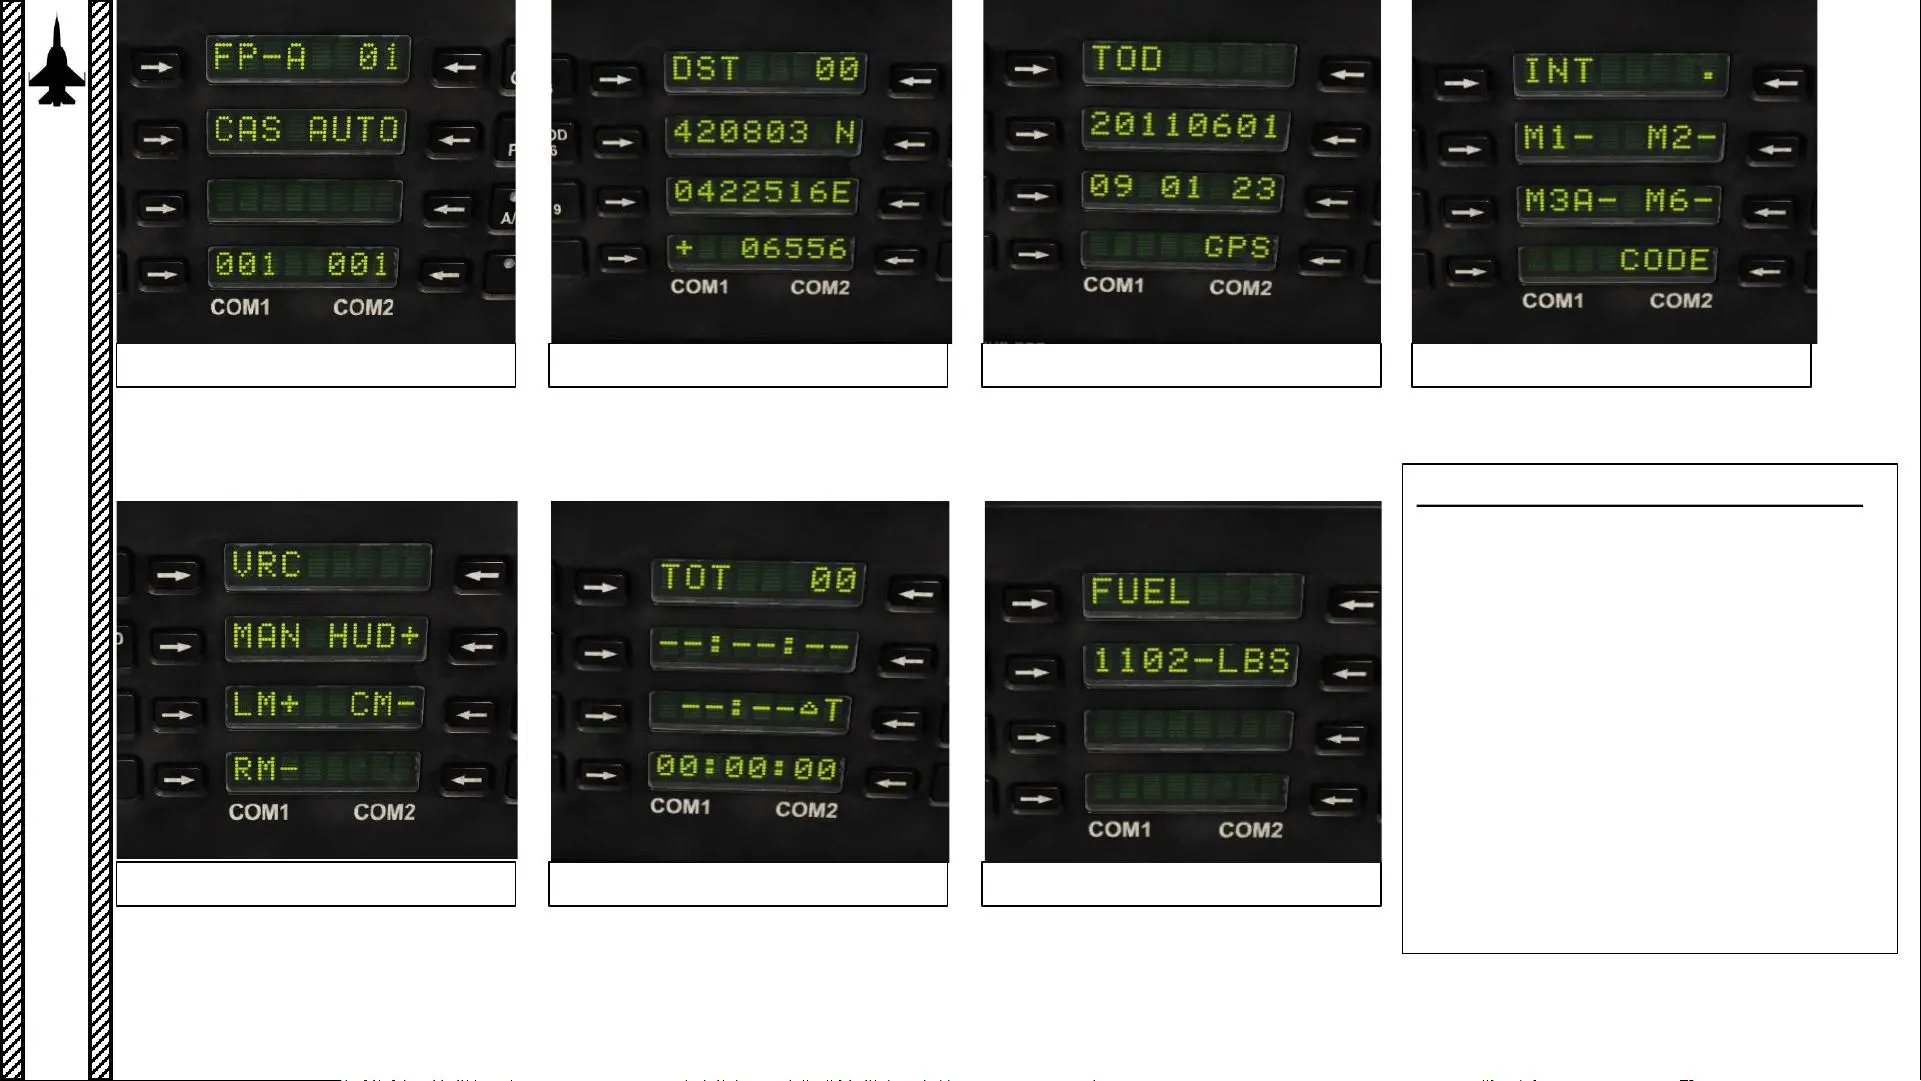 FP-A 01
CAS AUTO
001 001
COM1 COM2
DST 00
420803 N
0422516E
+ 06556
COM1 COM2
TOD
20110601
09 01 23
GPS
COM1 COM2
INT .
M1- M2-
M3A- M6-
CODE
COM1 COM2
VRC
MAN HUD+
LM+ CM-
RM-
COM1 COM2
TOT 00
--:--:--
--:--△T
00:00:00
COM1 COM2
FUEL
1102-LBS
COM1 COM2